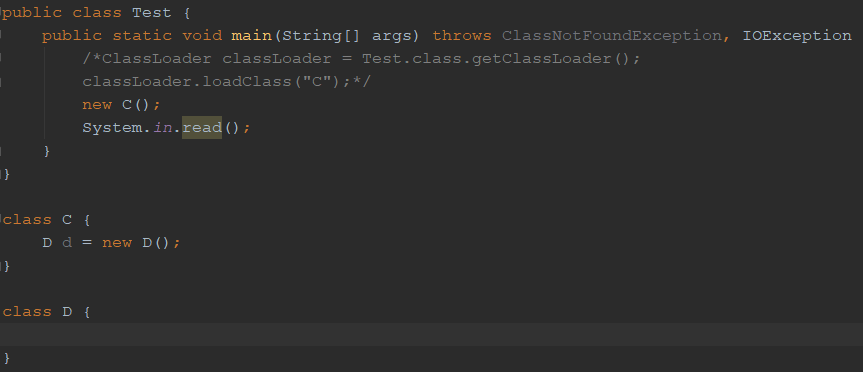 public class Test {
public static void main(String[] args) throws ClassNotFoundException, IOException
/*ClassLoader classLoader = Test.class.getClassLoader();
classLoader.loadClass("C");*/
new C();
System.in.read();
}
}
class C {
D d = new D();
}
class D {
}